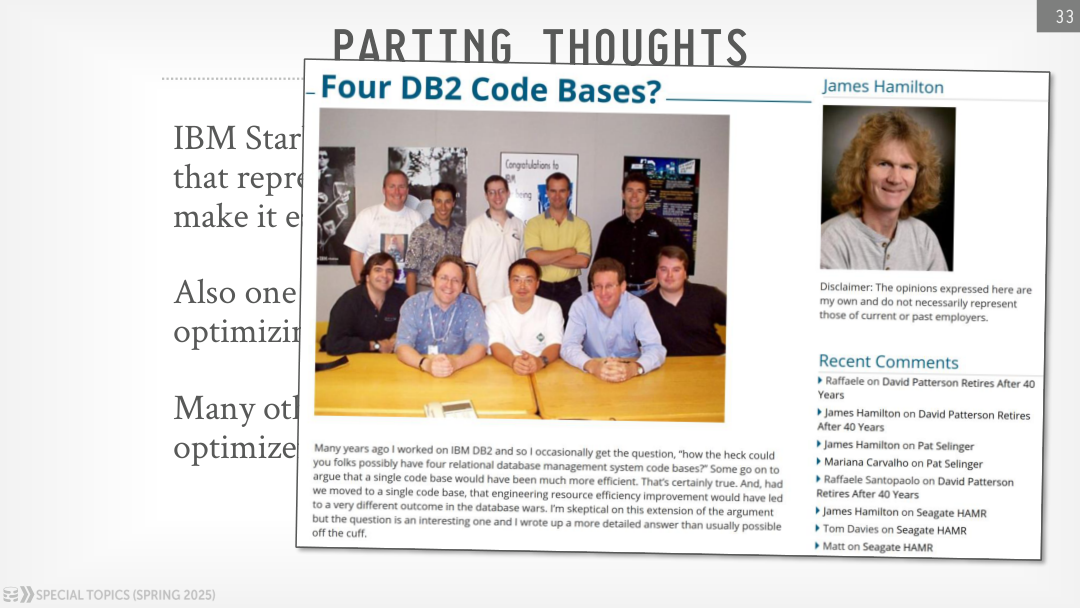 33
PARTING THOUGHTS
IBM Star
that repre
make it e
Also one
optimizin
Many oth
optimize
Four DB2 Code Bases?
Congratulations to
IBM
being
Many years ago I worked on IBM DB2 and so I occasionally get the question, “how the heck could
you folks possibly have four relational database management system code bases?” Some go on to
argue that a single code base would have been much more efficient. That’s certainly true. And, had
we moved to a single code base, that engineering resource efficiency improvement would have led
to a very different outcome in the database wars. I’m skeptical on this extension of the argument
but the question is an interesting one and I wrote up a more detailed answer than usually possible
off the cuff.
James Hamilton
Disclaimer: The opinions expressed here are
my own and do not necessarily represent
those of current or past employers.
Recent Comments
Raffaele on David Patterson Retires After 40
Years
James Hamilton on David Patterson Retires
After 40 Years
James Hamilton on Pat Selinger
Mariana Carvalho on Pat Selinger
Raffaele Santopaolo on David Patterson
Retires After 40 Years
James Hamilton on Seagate HAMR
Tom Davies on Seagate HAMR
Matt on Seagate HAMR
SPECIAL TOPICS (SPRING 2025)